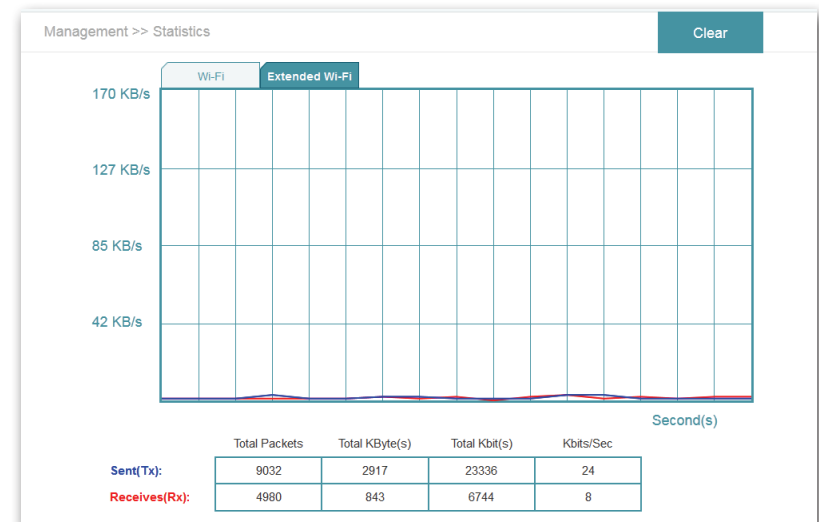 Management >> Statistics
Clear
Wi-Fi Extended Wi-Fi
170 KB/s
127 KB/s
85 KB/s
42 KB/s
Second(s)
Total Packets Total KByte(s) Total Kbit(s) Kbits/Sec
Sent(Tx): 9032 2917 23336 24
Receives(Rx): 4980 843 6744 8